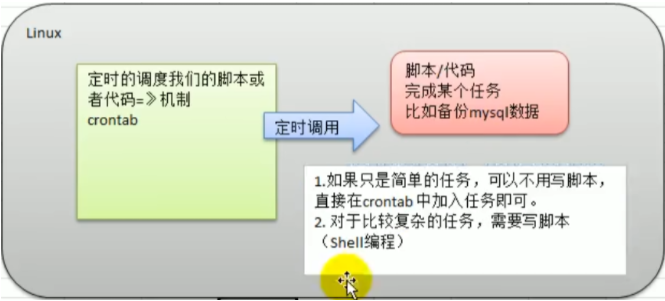 Linux
定时的调度我们的脚本或
者代码=》机制
crontab
定时调用
脚本/代码
完成某个任务
比如备份mysql数据
1.如果只是简单的任务，可以不用写脚本，
直接在crontab 中加入任务即可。
2. 对于比较复杂的任务，需要写脚本
（Shell编程）